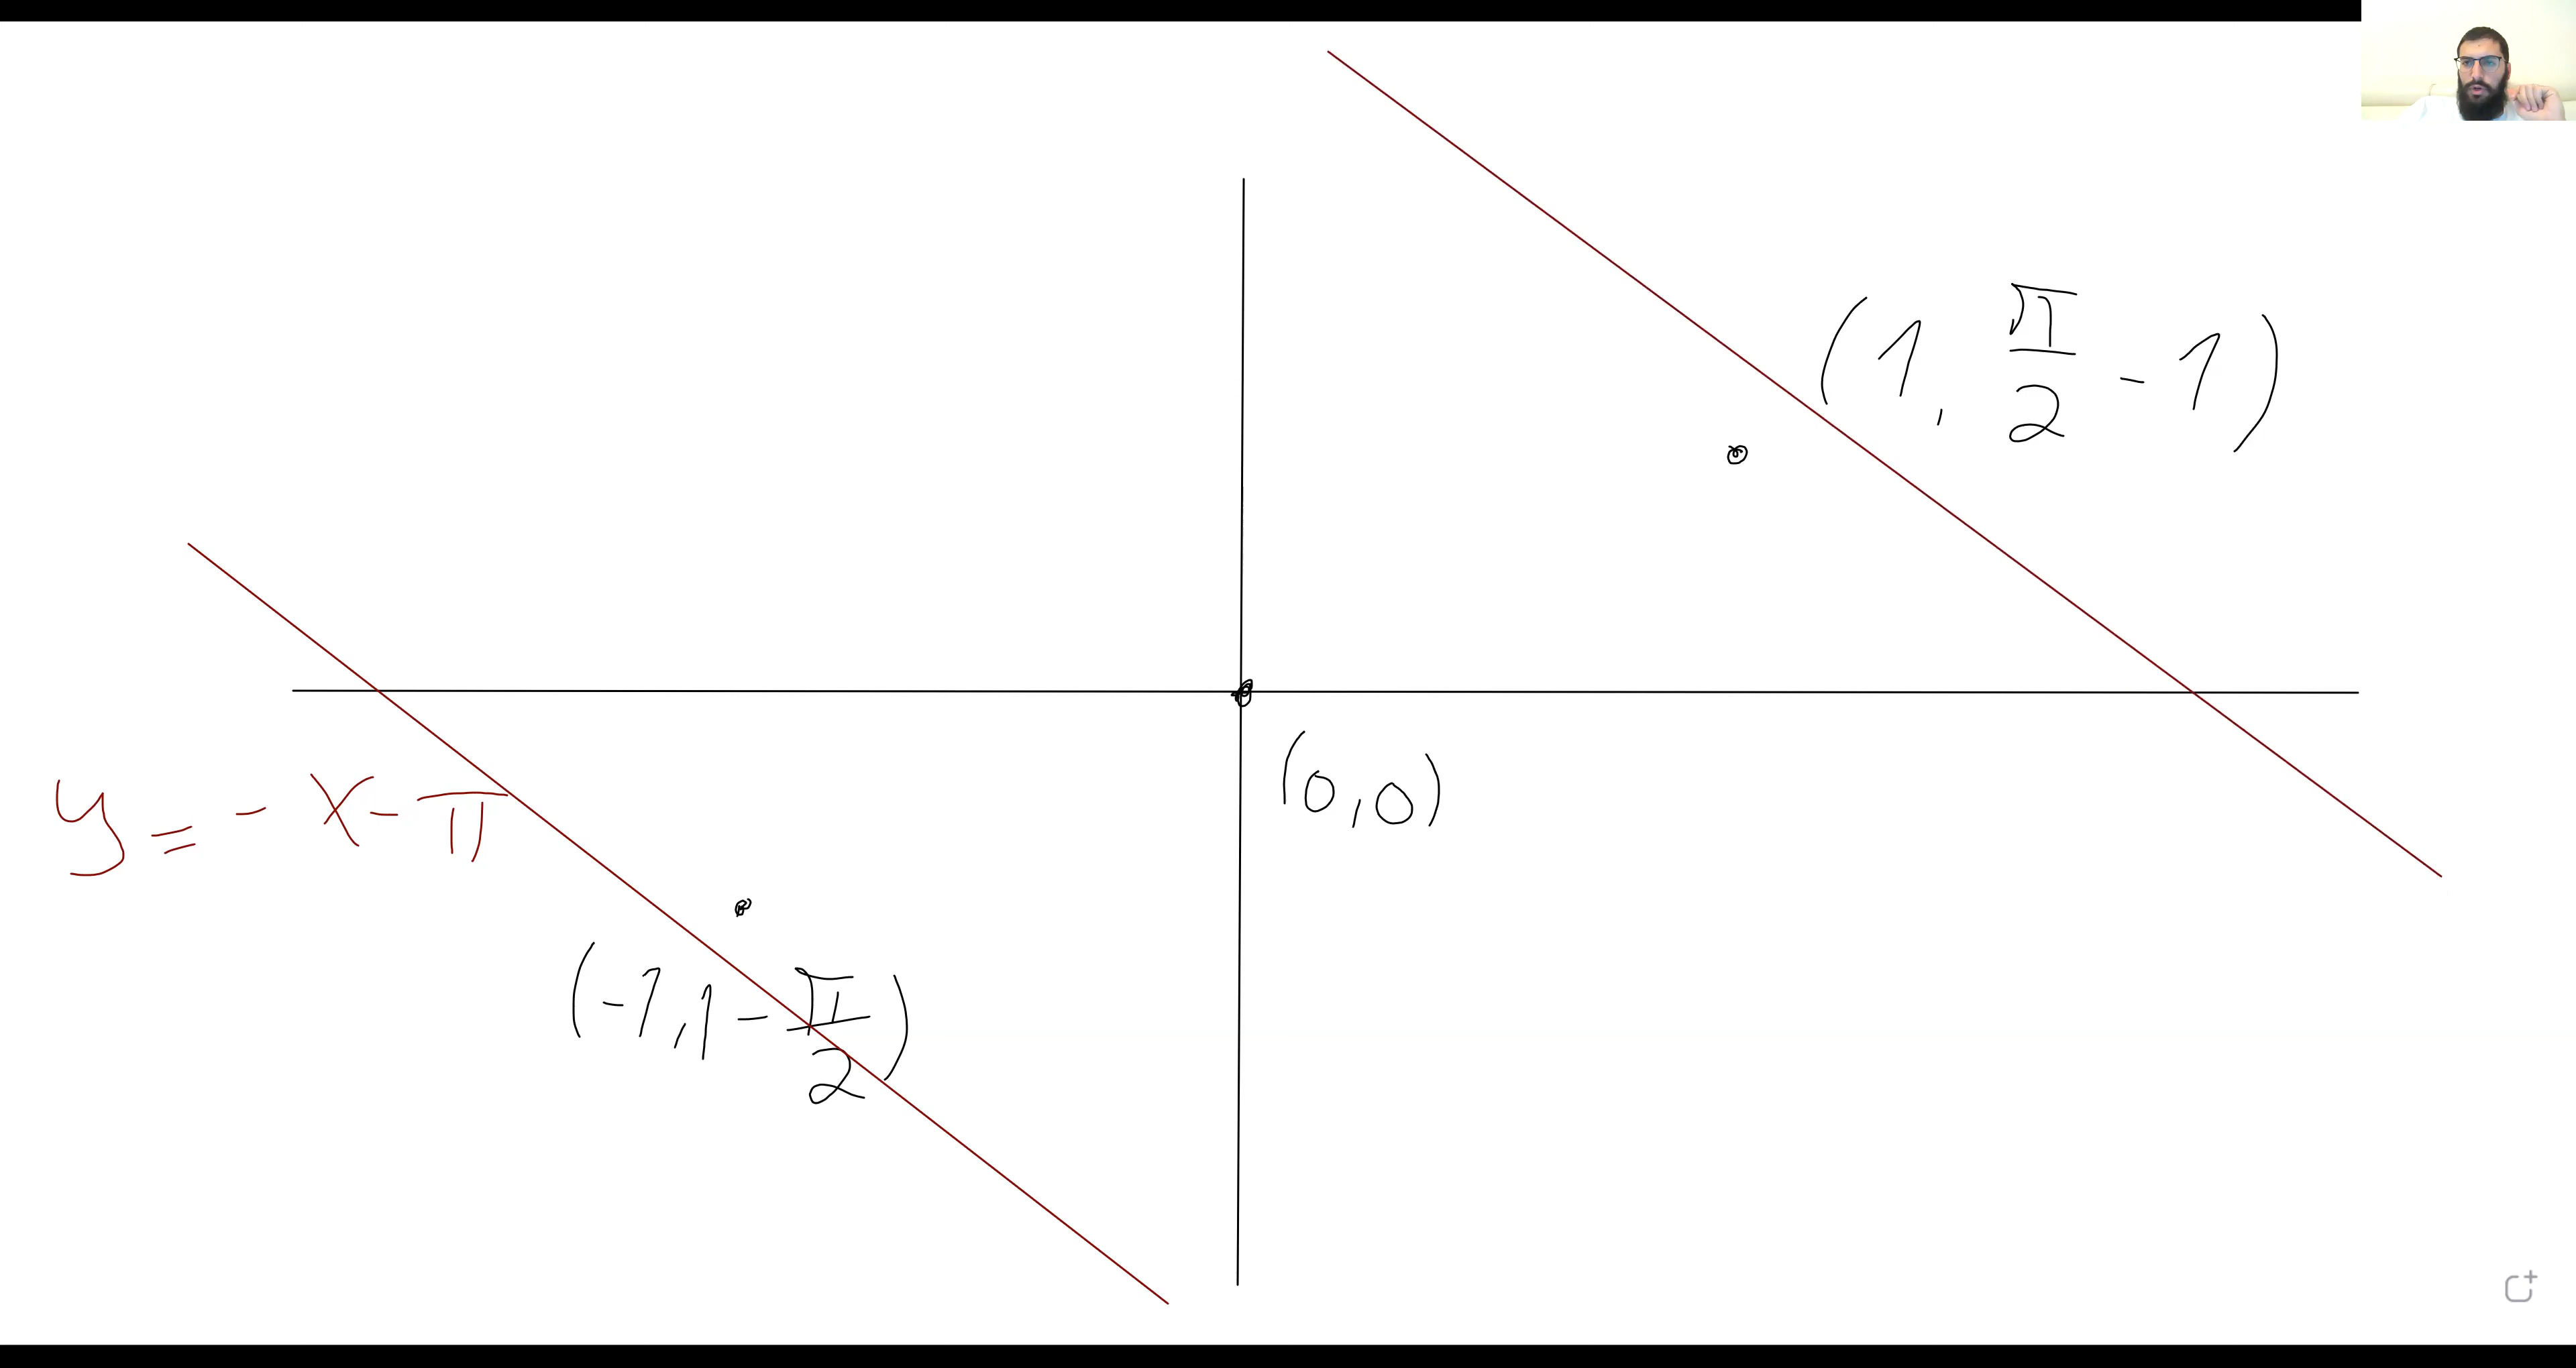 (1, π/2 - 1)
(0,0)
y = - x - π
(-1, 1 - π/2)